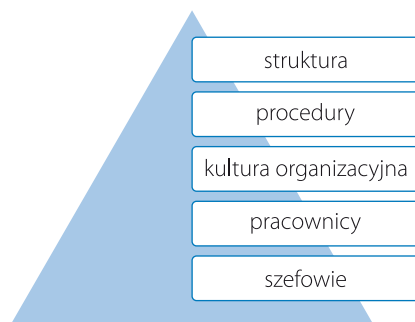 struktura
procedury
kultura organizacyjna
pracownicy
szefowie